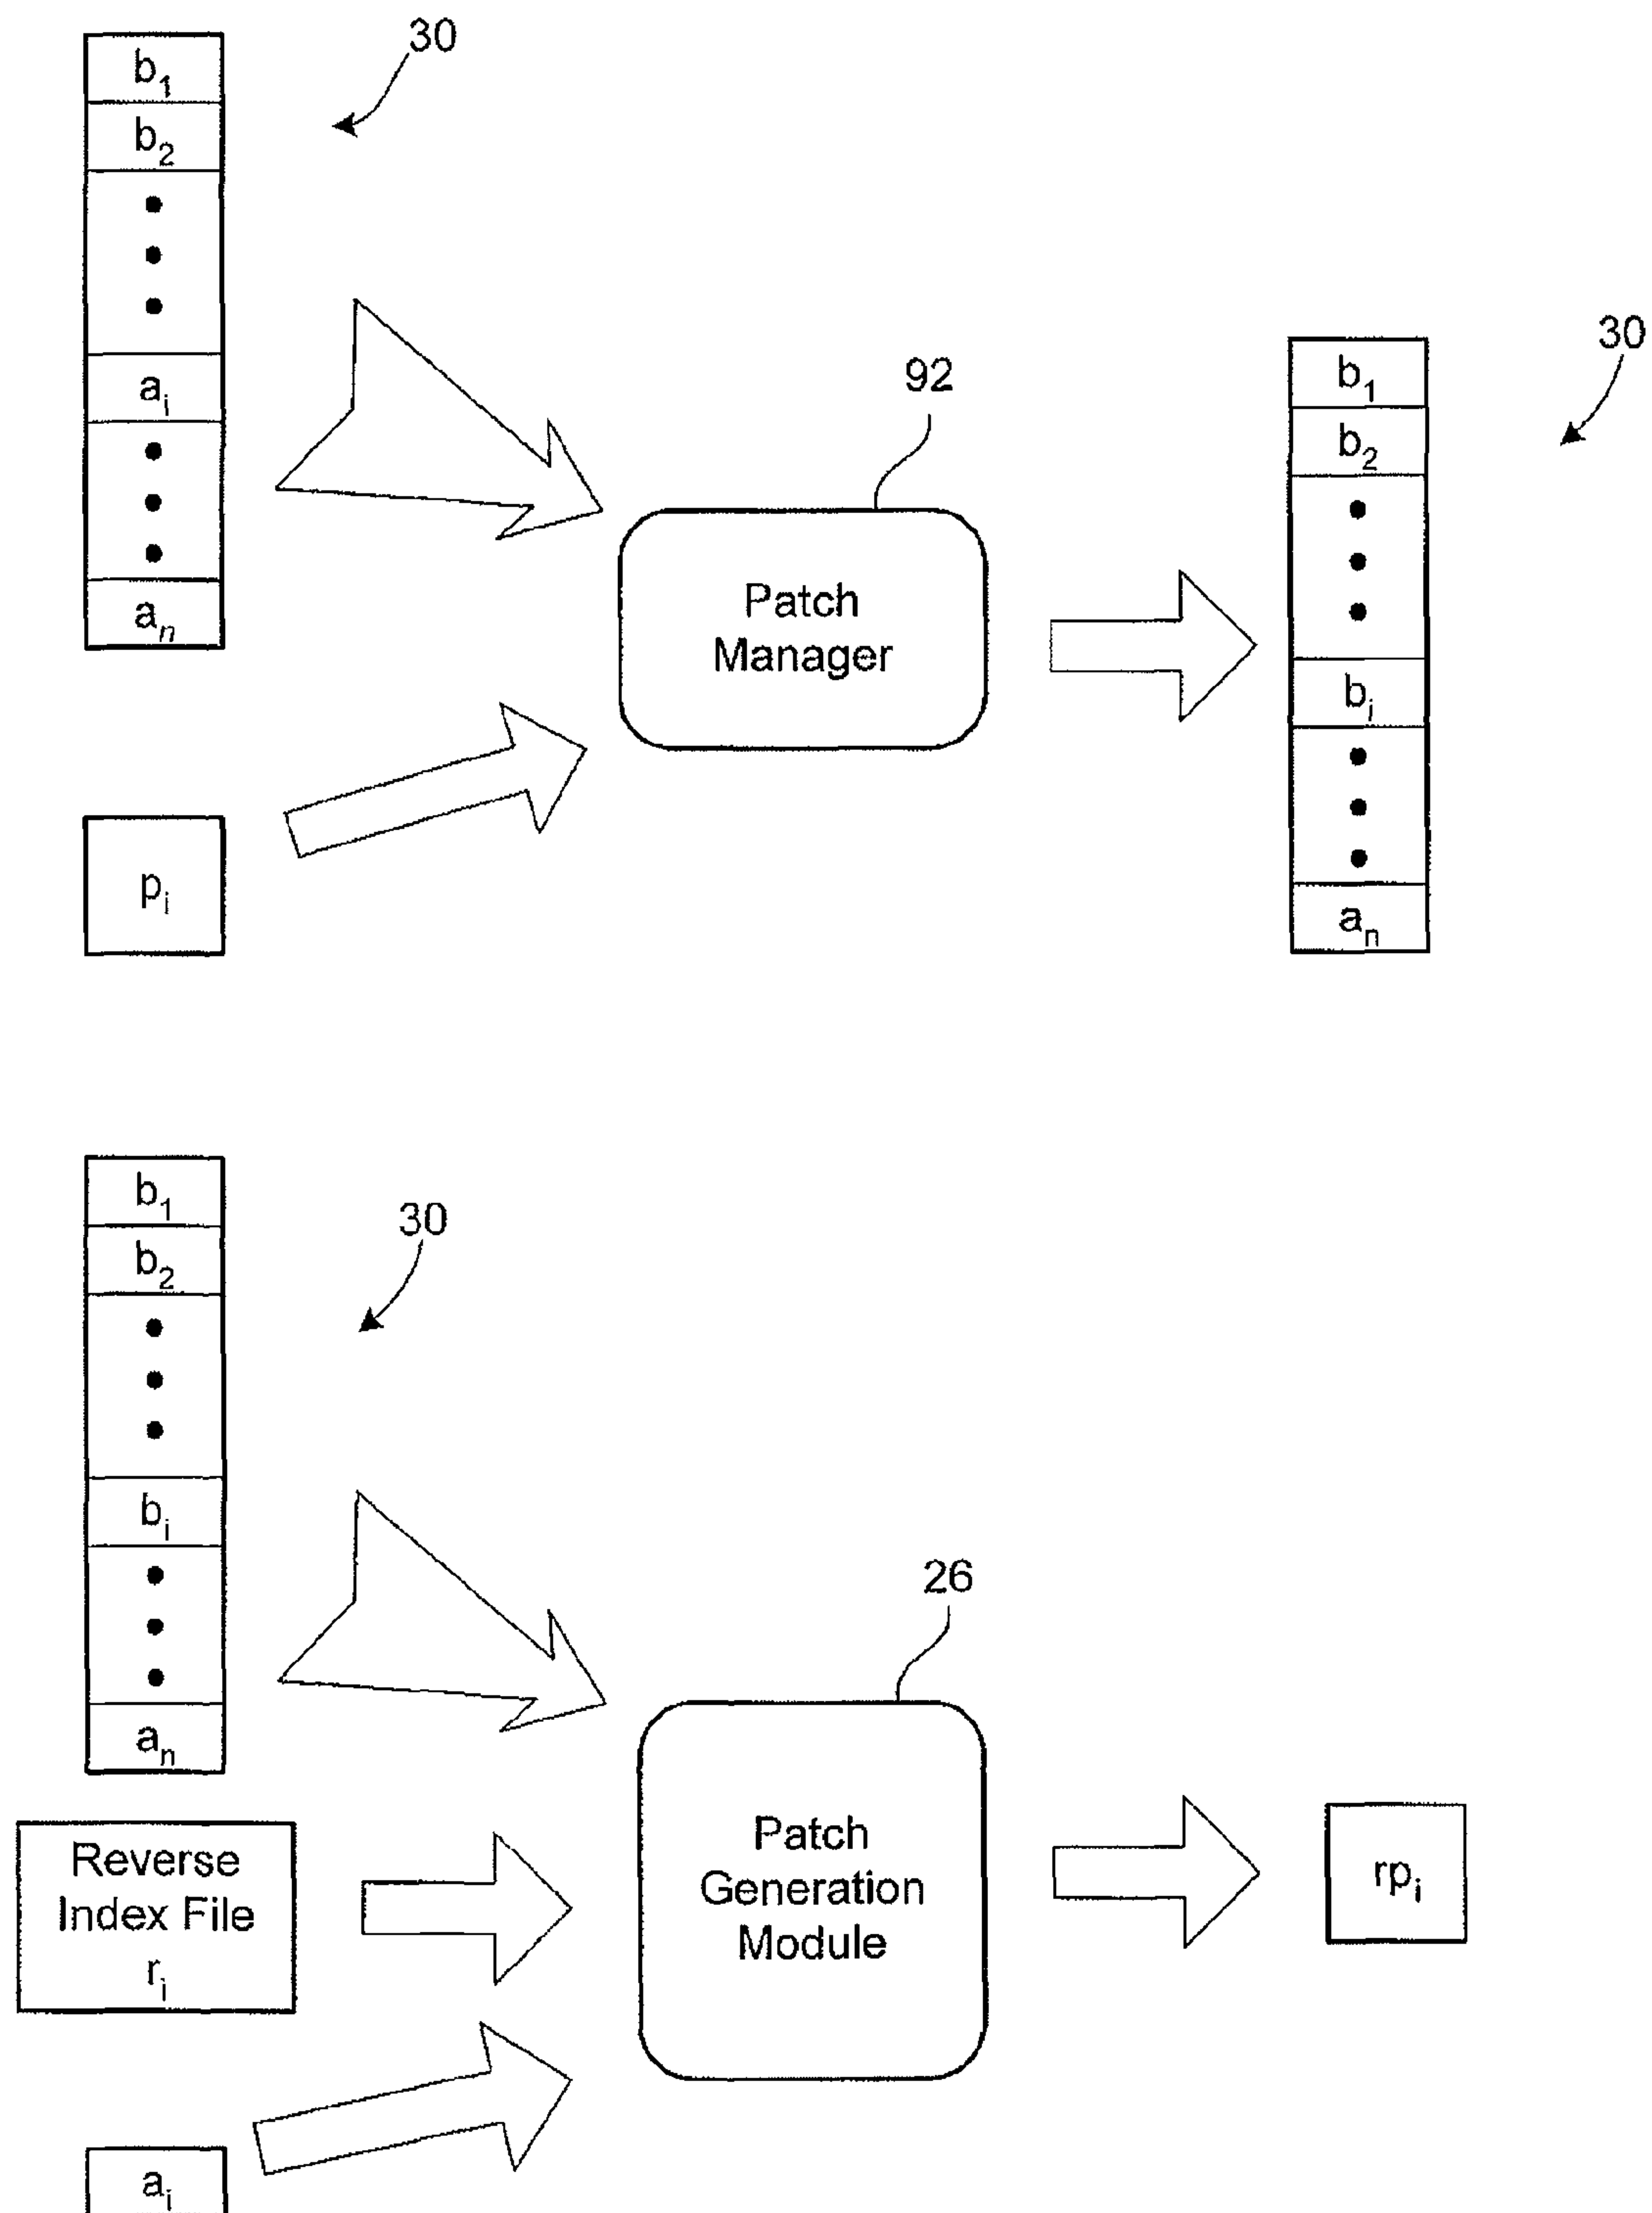 30
b₁
b₂
aᵢ
aₙ
pᵢ
92
Patch
Manager
30
b₁
b₂
bᵢ
aₙ
30
b₁
b₂
bᵢ
aₙ
Reverse
Index File
rᵢ
aᵢ
26
Patch
Generation
Module
rpᵢ